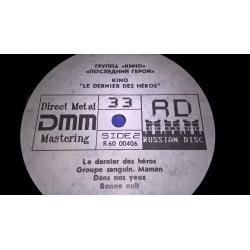 ГРУППА «КИНО»
«ПОСЛЕДНИЙ ГЕРОЙ»
KINO
"LE DERNIER DES HÉROS"
Direct Metal
DMM
Mastering
33
SIDE 2
R 60 00406
RD
RUSSIAN DISC
Le dernier des héros
Groupe sanguin. Maman
Dans nos yeux
Bonne nuit